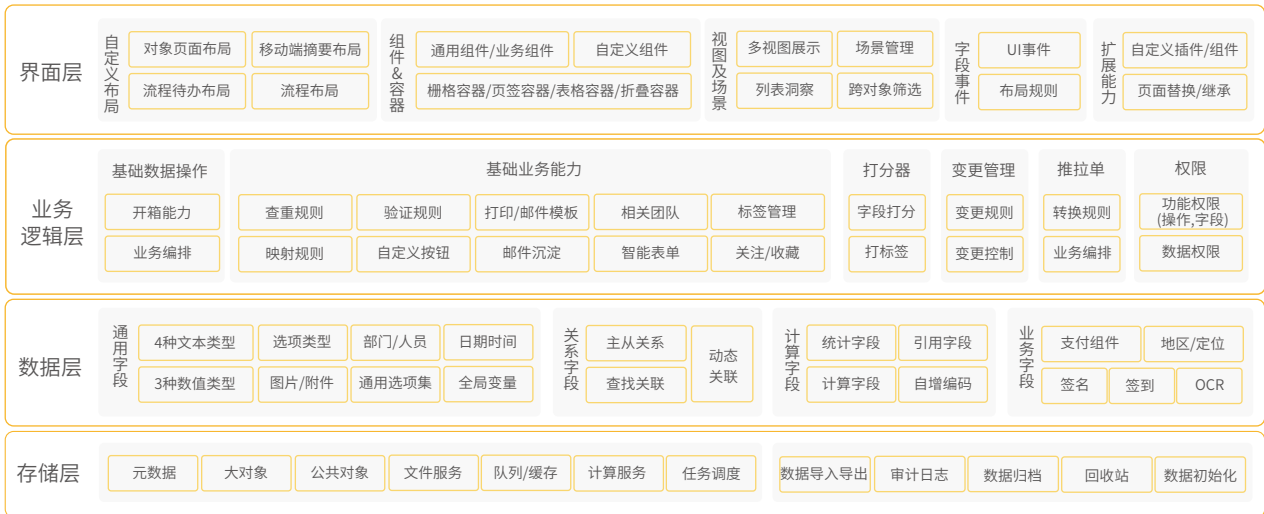 界面层
自定义布局
对象页面布局
移动端摘要布局
流程待办布局
流程布局
组件&容器
通用组件/业务组件
自定义组件
栅格容器/页签容器/表格容器/折叠容器
视图及场景
多视图展示
场景管理
列表洞察
跨对象筛选
字段事件
UI事件
布局规则
扩展能力
自定义插件/组件
页面替换/继承
业务
逻辑层
基础数据操作
开箱能力
业务编排
基础业务能力
查重规则
验证规则
打印/邮件模板
相关团队
标签管理
映射规则
自定义按钮
邮件沉淀
智能表单
关注/收藏
打分器
字段打分
打标签
变更管理
变更规则
变更控制
推拉单
转换规则
业务编排
权限
功能权限
(操作,字段)
数据权限
数据层
通用字段
4种文本类型
选项类型
部门/人员
日期时间
3种数值类型
图片/附件
通用选项集
全局变量
关系字段
主从关系
查找关联
动态
关联
计算字段
统计字段
引用字段
计算字段
自增编码
业务字段
支付组件
地区/定位
签名
签到
OCR
存储层
元数据
大对象
公共对象
文件服务
队列/缓存
计算服务
任务调度
数据导入导出
审计日志
数据归档
回收站
数据初始化